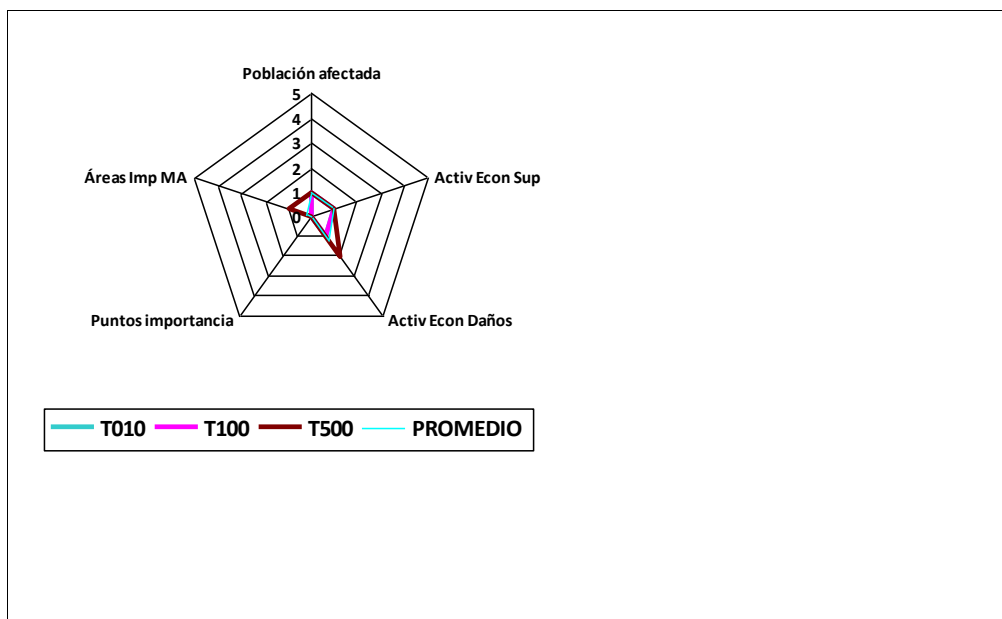 Población afectada
5
4
3
2
1
0
Áreas Imp MA
Activ Econ Sup
Puntos importancia
Activ Econ Daños
T010 T100 T500 PROMEDIO